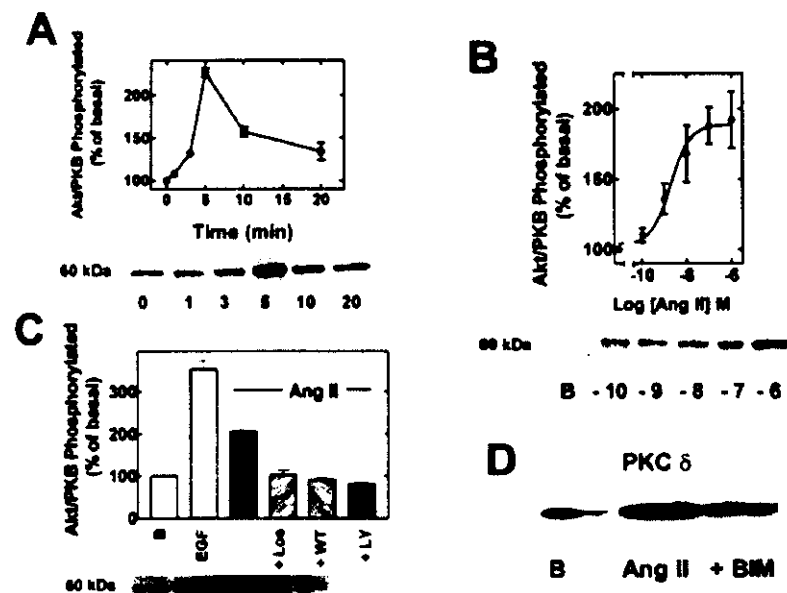 A
Akt/PKB Phosphorylated
(% of basal)
200
150
100
0
5
10
15
20
Time (min)
60 kDa
0 1 3 5 10 20
B
Akt/PKB Phosphorylated
(% of basal)
200
150
100
-10
-8
-6
Log [Ang II] M
60 kDa
B -10 -9 -8 -7 -6
C
Akt/PKB Phosphorylated
(% of basal)
300
200
100
0
Ang II
B
EGF
+ Los
+ WT
+ LY
60 kDa
D
PKC δ
B Ang II + BIM